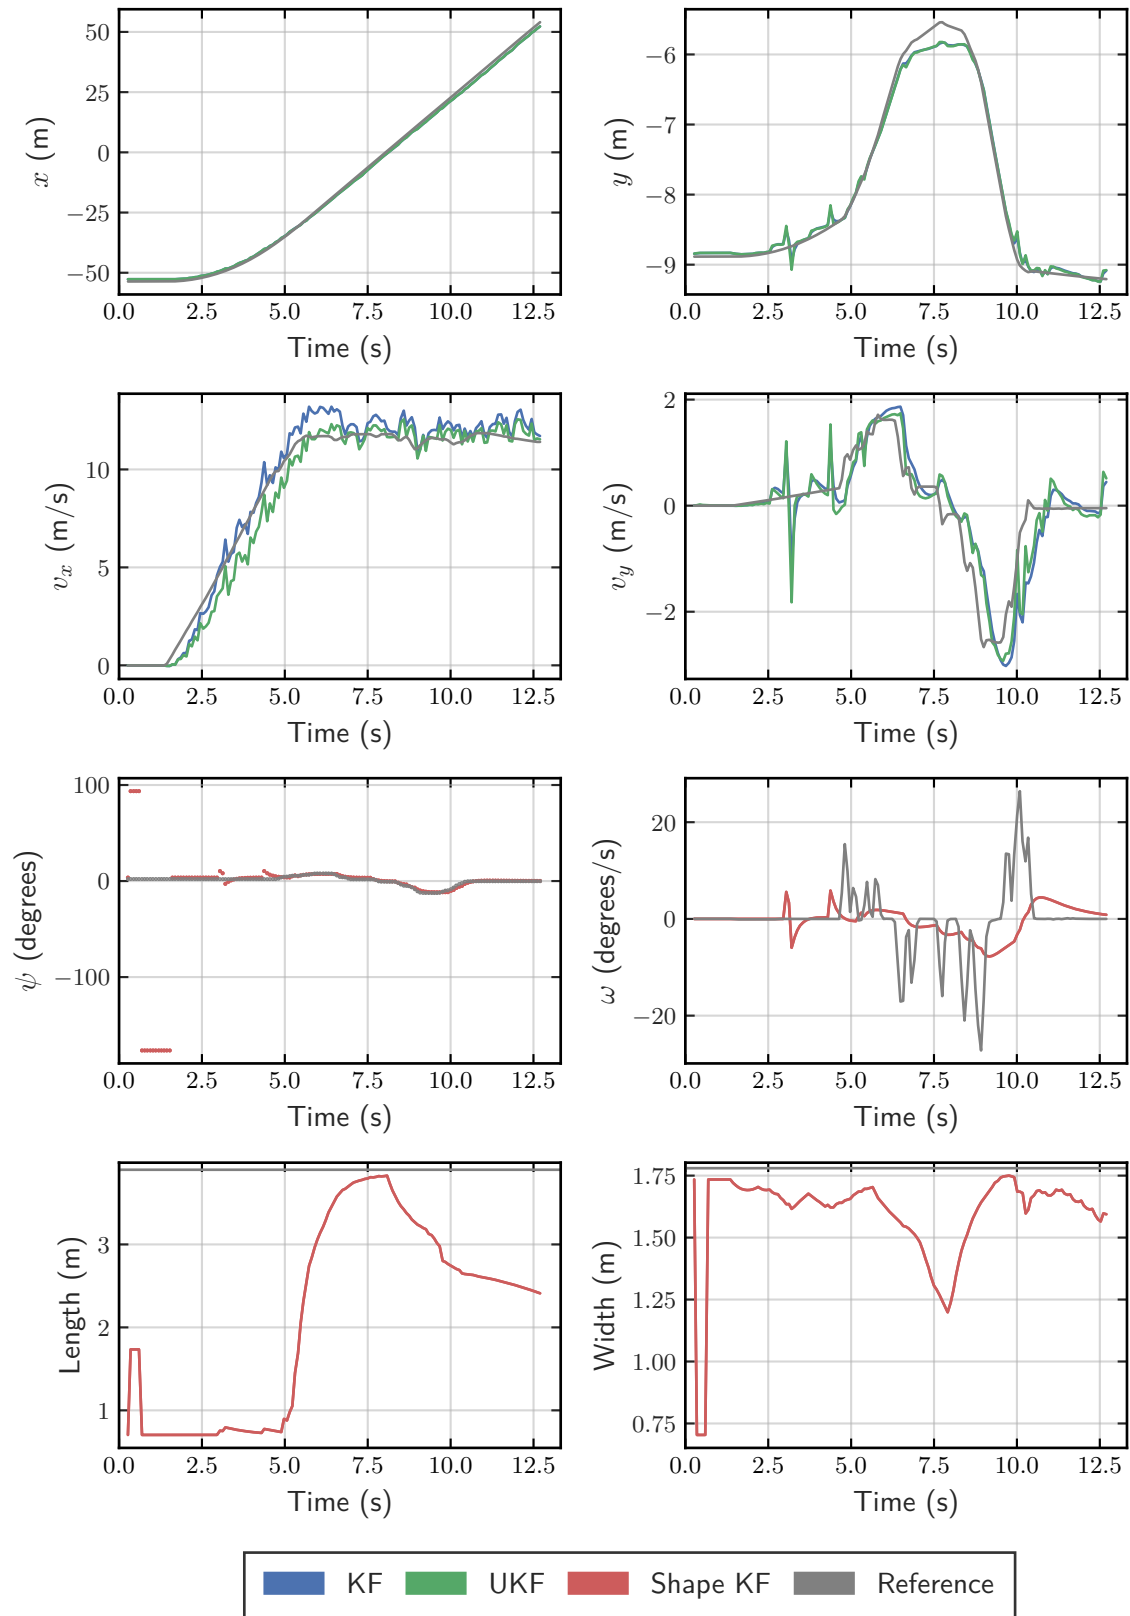 50
25
0
−25
−50
x (m)
0.0 2.5 5.0 7.5 10.0 12.5
Time (s)
−6
−7
−8
−9
y (m)
0.0 2.5 5.0 7.5 10.0 12.5
Time (s)
10
5
0
v_x (m/s)
0.0 2.5 5.0 7.5 10.0 12.5
Time (s)
2
0
−2
v_y (m/s)
0.0 2.5 5.0 7.5 10.0 12.5
Time (s)
100
0
−100
ψ (degrees)
0.0 2.5 5.0 7.5 10.0 12.5
Time (s)
20
0
−20
ω (degrees/s)
0.0 2.5 5.0 7.5 10.0 12.5
Time (s)
3
2
1
Length (m)
0.0 2.5 5.0 7.5 10.0 12.5
Time (s)
1.75
1.50
1.25
1.00
0.75
Width (m)
0.0 2.5 5.0 7.5 10.0 12.5
Time (s)
KF UKF Shape KF Reference